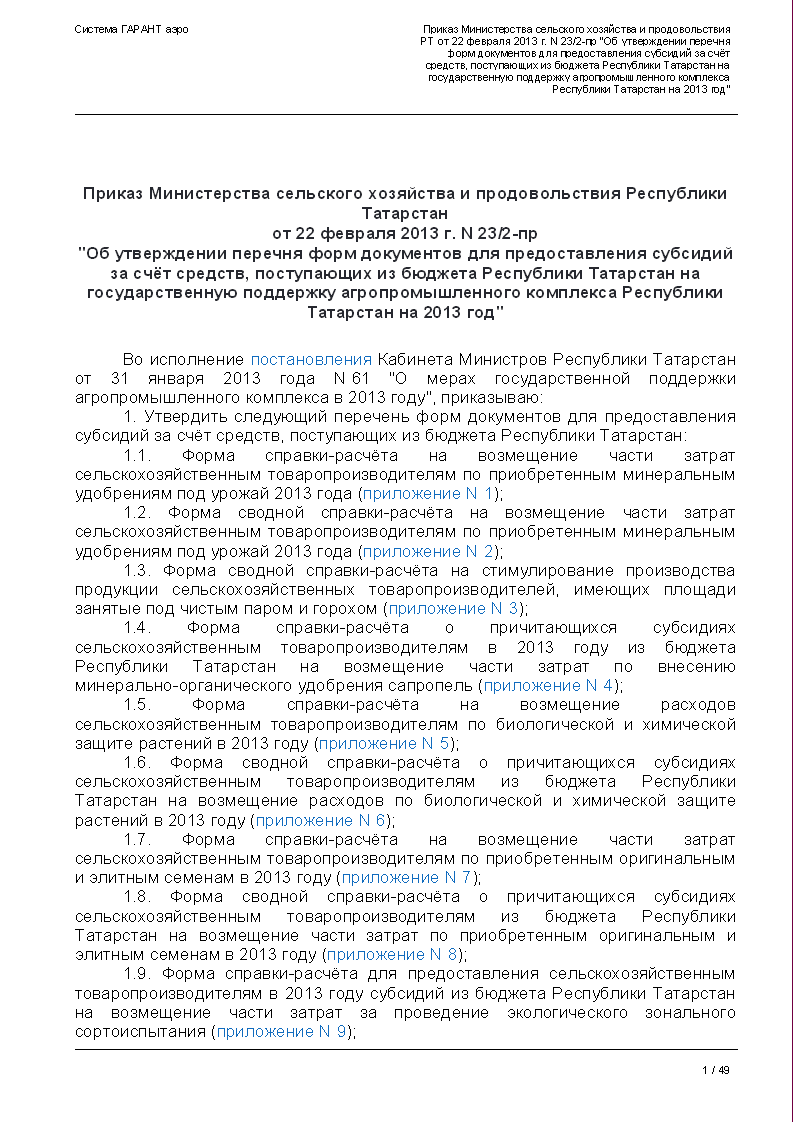 Система ГАРАНТ аэро
Приказ Министерства сельского хозяйства и продовольствия
РТ от 22 февраля 2013 г. N 23/2-пр "Об утверждении перечня
форм документов для предоставления субсидий за счёт
средств, поступающих из бюджета Республики Татарстан на
государственную поддержку агропромышленного комплекса
Республики Татарстан на 2013 год"
Приказ Министерства сельского хозяйства и продовольствия Республики
Татарстан
от 22 февраля 2013 г. N 23/2-пр
"Об утверждении перечня форм документов для предоставления субсидий
за счёт средств, поступающих из бюджета Республики Татарстан на
государственную поддержку агропромышленного комплекса Республики
Татарстан на 2013 год"
Во исполнение постановления Кабинета Министров Республики Татарстан
от 31 января 2013 года N 61 "О мерах государственной поддержки
агропромышленного комплекса в 2013 году", приказываю:
1. Утвердить следующий перечень форм документов для предоставления
субсидий за счёт средств, поступающих из бюджета Республики Татарстан:
1.1. Форма справки-расчёта на возмещение части затрат
сельскохозяйственным товаропроизводителям по приобретенным минеральным
удобрениям под урожай 2013 года (приложение N 1);
1.2. Форма сводной справки-расчёта на возмещение части затрат
сельскохозяйственным товаропроизводителям по приобретенным минеральным
удобрениям под урожай 2013 года (приложение N 2);
1.3. Форма сводной справки-расчёта на стимулирование производства
продукции сельскохозяйственных товаропроизводителей, имеющих площади
занятые под чистым паром и горохом (приложение N 3);
1.4. Форма справки-расчёта о причитающихся субсидиях
сельскохозяйственным товаропроизводителям в 2013 году из бюджета
Республики Татарстан на возмещение части затрат по внесению
минерально-органического удобрения сапропель (приложение N 4);
1.5. Форма справки-расчёта на возмещение расходов
сельскохозяйственным товаропроизводителям по биологической и химической
защите растений в 2013 году (приложение N 5);
1.6. Форма сводной справки-расчёта о причитающихся субсидиях
сельскохозяйственным товаропроизводителям из бюджета Республики
Татарстан на возмещение расходов по биологической и химической защите
растений в 2013 году (приложение N 6);
1.7. Форма справки-расчёта на возмещение части затрат
сельскохозяйственным товаропроизводителям по приобретенным оригинальным
и элитным семенам в 2013 году (приложение N 7);
1.8. Форма сводной справки-расчёта о причитающихся субсидиях
сельскохозяйственным товаропроизводителям из бюджета Республики
Татарстан на возмещение части затрат по приобретенным оригинальным и
элитным семенам в 2013 году (приложение N 8);
1.9. Форма справки-расчёта для предоставления сельскохозяйственным
товаропроизводителям в 2013 году субсидий из бюджета Республики Татарстан
на возмещение части затрат за проведение экологического зонального
сортоиспытания (приложение N 9);
1 / 49